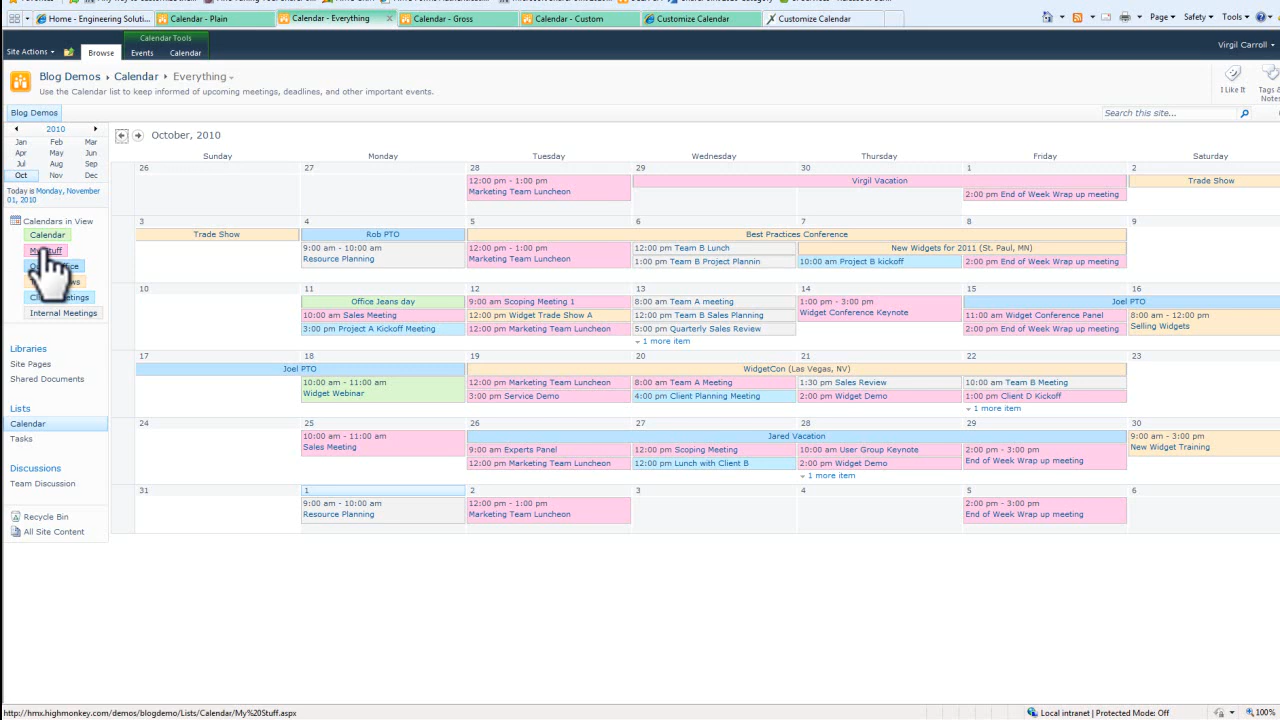 Home - Engineering Soluti...
Calendar - Plain
Calendar - Everything
Calendar - Gross
Calendar - Custom
Customize Calendar
Customize Calendar
Page
Safety
Tools
Site Actions
Browse
Calendar Tools
Events
Calendar
Virgil Carroll
Blog Demos
Calendar
Everything
Use the Calendar list to keep informed of upcoming meetings, deadlines, and other important events.
I Like It
Tags &
Notes
Blog Demos
Search this site...
2010
Jan Feb Mar
Apr May Jun
Jul Aug Sep
Oct Nov Dec
Today is Monday, November
01, 2010
Calendars in View
Calendar
Internal Meetings
Libraries
Site Pages
Shared Documents
Lists
Calendar
Tasks
Discussions
Team Discussion
Recycle Bin
All Site Content
October, 2010
Sunday Monday Tuesday Wednesday Thursday Friday Saturday
26 27 28 29 30 1 2
12:00 pm - 1:00 pm
Marketing Team Luncheon
Virgil Vacation
2:00 pm End of Week Wrap up meeting
Trade Show
3 4 5 6 7 8 9
Trade Show
Rob PTO
Best Practices Conference
9:00 am - 10:00 am
Resource Planning
12:00 pm - 1:00 pm
Marketing Team Luncheon
12:00 pm Team B Lunch
1:00 pm Team B Project Plannin
New Widgets for 2011 (St. Paul, MN)
10:00 am Project B kickoff
2:00 pm End of Week Wrap up meeting
10 11 12 13 14 15 16
Office Jeans day
10:00 am Sales Meeting
3:00 pm Project A Kickoff Meeting
9:00 am Scoping Meeting 1
12:00 pm Widget Trade Show A
12:00 pm Marketing Team Luncheon
8:00 am Team A meeting
12:00 pm Team B Sales Planning
5:00 pm Quarterly Sales Review
1 more item
1:00 pm - 3:00 pm
Widget Conference Keynote
Joel PTO
11:00 am Widget Conference Panel
2:00 pm End of Week Wrap up meeting
8:00 am - 12:00 pm
Selling Widgets
17 18 19 20 21 22 23
Joel PTO
WidgetCon (Las Vegas, NV)
10:00 am - 11:00 am
Widget Webinar
12:00 pm Marketing Team Luncheon
3:00 pm Service Demo
8:00 am Team A Meeting
4:00 pm Client Planning Meeting
1:30 pm Sales Review
2:00 pm Widget Demo
10:00 am Team B Meeting
1:00 pm Client D Kickoff
1 more item
24 25 26 27 28 29 30
10:00 am - 11:00 am
Sales Meeting
Jared Vacation
9:00 am Experts Panel
12:00 pm Marketing Team Luncheon
12:00 pm Scoping Meeting
12:00 pm Lunch with Client B
10:00 am User Group Keynote
2:00 pm Widget Demo
1 more item
2:00 pm - 3:00 pm
End of Week Wrap up meeting
9:00 am - 3:00 pm
New Widget Training
31 1 2 3 4 5 6
9:00 am - 10:00 am
Resource Planning
12:00 pm - 1:00 pm
Marketing Team Luncheon
2:00 pm - 3:00 pm
End of Week Wrap up meeting
http://hmx.highmonkey.com/demos/blogdemo/Lists/Calendar/My%20Stuff.aspx
Local intranet | Protected Mode: Off
100%